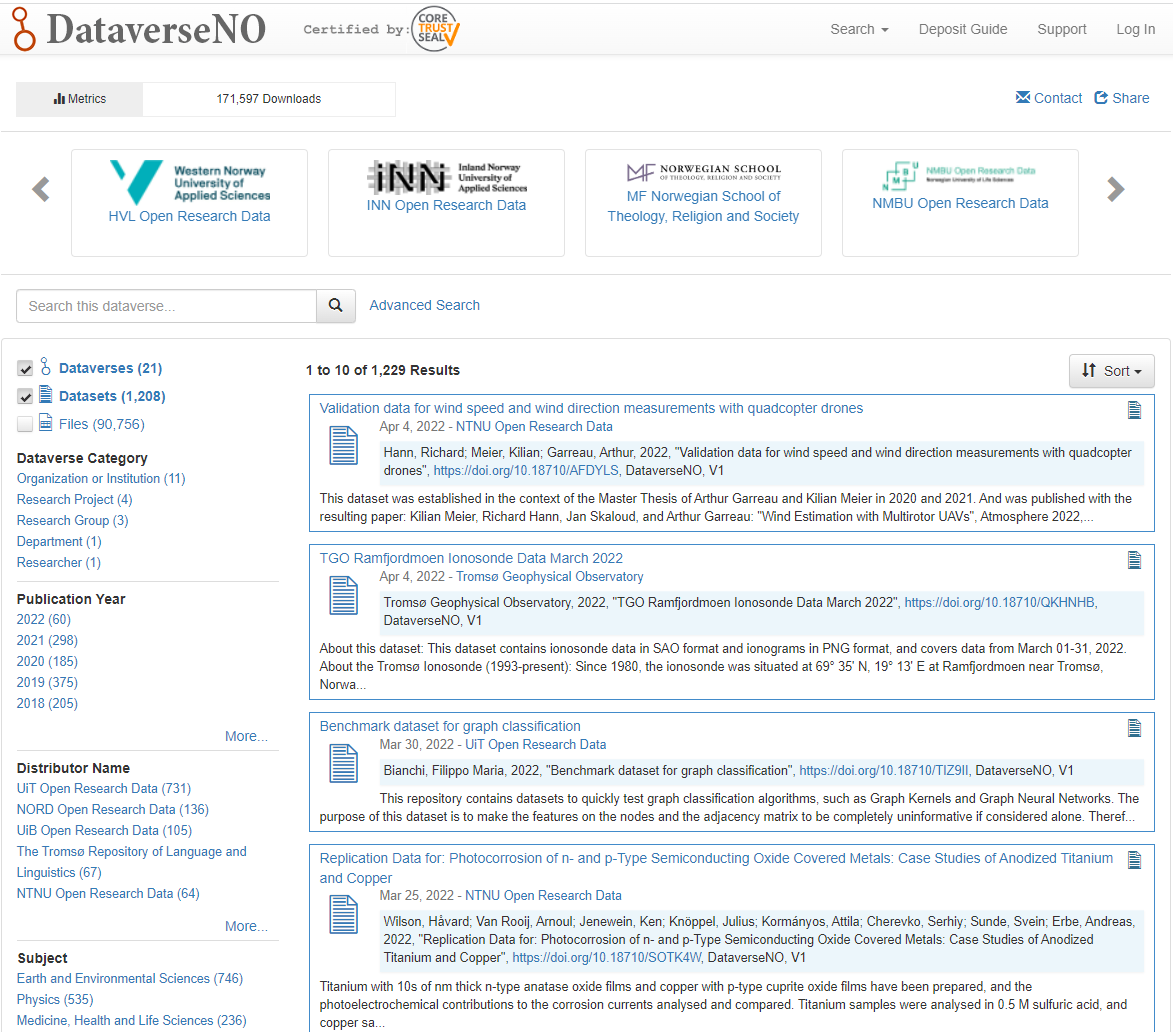 DataverseNO
Certified by:
CORE
TRUST
SEAL
Search
Deposit Guide
Support
Log In
Metrics
171,597 Downloads
Contact
Share
Western Norway
University of
Applied Sciences
HVL Open Research Data
iNN
Inland Norway
University of
Applied Sciences
INN Open Research Data
MF
NORWEGIAN SCHOOL
OF THEOLOGY, RELIGION AND SOCIETY
MF Norwegian School of
Theology, Religion and Society
N M B U
NMBU Open Research Data
Norwegian University of Life Sciences
NMBU Open Research Data
Search this dataverse...
Advanced Search
Dataverses (21)
Datasets (1,208)
Files (90,756)
Dataverse Category
Organization or Institution (11)
Research Project (4)
Research Group (3)
Department (1)
Researcher (1)
Publication Year
2022 (60)
2021 (298)
2020 (185)
2019 (375)
2018 (205)
More...
Distributor Name
UiT Open Research Data (731)
NORD Open Research Data (136)
UiB Open Research Data (105)
The Tromsø Repository of Language and
Linguistics (67)
NTNU Open Research Data (64)
More...
Subject
Earth and Environmental Sciences (746)
Physics (535)
Medicine, Health and Life Sciences (236)
1 to 10 of 1,229 Results
Sort
Validation data for wind speed and wind direction measurements with quadcopter drones
Apr 4, 2022 - NTNU Open Research Data
Hann, Richard; Meier, Kilian; Garreau, Arthur, 2022, "Validation data for wind speed and wind direction measurements with quadcopter
drones", https://doi.org/10.18710/AFDYLS, DataverseNO, V1
This dataset was established in the context of the Master Thesis of Arthur Garreau and Kilian Meier in 2020 and 2021. And was published with the
resulting paper: Kilian Meier, Richard Hann, Jan Skaloud, and Arthur Garreau: "Wind Estimation with Multirotor UAVs", Atmosphere 2022,...
TGO Ramfjordmoen Ionosonde Data March 2022
Apr 4, 2022 - Tromsø Geophysical Observatory
Tromsø Geophysical Observatory, 2022, "TGO Ramfjordmoen Ionosonde Data March 2022", https://doi.org/10.18710/QKHNHB,
DataverseNO, V1
About this dataset: This dataset contains ionosonde data in SAO format and ionograms in PNG format, and covers data from March 01-31, 2022.
About the Tromsø Ionosonde (1993-present): Since 1980, the ionosonde was situated at 69° 35' N, 19° 13' E at Ramfjordmoen near Tromsø,
Norwa...
Benchmark dataset for graph classification
Mar 30, 2022 - UiT Open Research Data
Bianchi, Filippo Maria, 2022, "Benchmark dataset for graph classification", https://doi.org/10.18710/TIZ9II, DataverseNO, V1
This repository contains datasets to quickly test graph classification algorithms, such as Graph Kernels and Graph Neural Networks. The
purpose of this dataset is to make the features on the nodes and the adjacency matrix to be completely uninformative if considered alone. Theref...
Replication Data for: Photocorrosion of n- and p-Type Semiconducting Oxide Covered Metals: Case Studies of Anodized Titanium
and Copper
Mar 25, 2022 - NTNU Open Research Data
Wilson, Håvard; Van Rooij, Arnoul; Jenewein, Ken; Knöppel, Julius; Kormányos, Attila; Cherevko, Serhiy; Sunde, Svein; Erbe, Andreas,
2022, "Replication Data for: Photocorrosion of n- and p-Type Semiconducting Oxide Covered Metals: Case Studies of Anodized
Titanium and Copper", https://doi.org/10.18710/SOTK4W, DataverseNO, V1
Titanium with 10s of nm thick n-type anatase oxide films and copper with p-type cuprite oxide films have been prepared, and the
photoelectrochemical contributions to the corrosion currents analysed and compared. Titanium samples were analysed in 0.5 M sulfuric acid, and
copper sa...